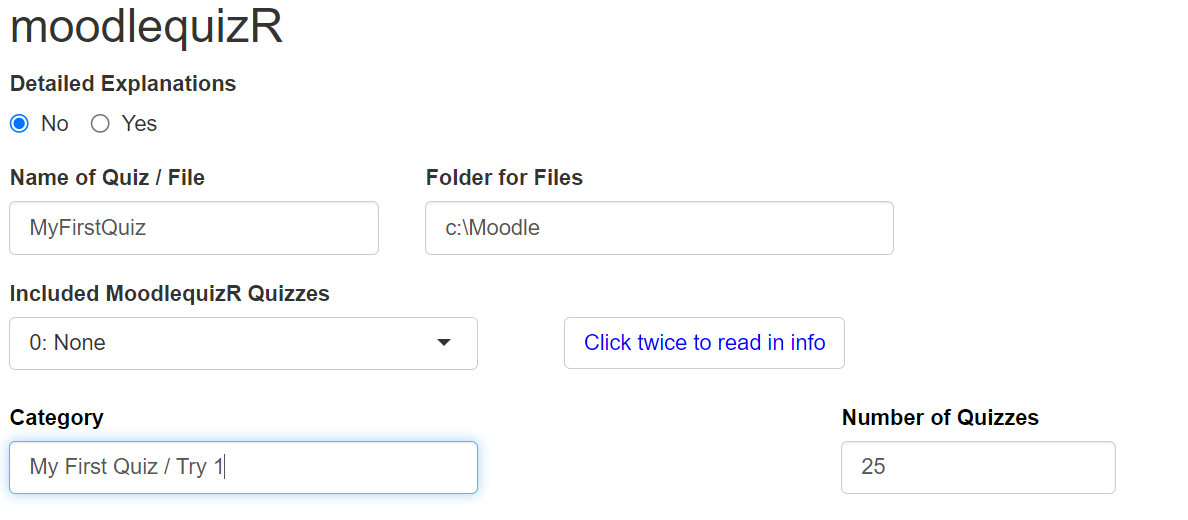 moodlequizR
Detailed Explanations
No Yes
Name of Quiz / File Folder for Files
MyFirstQuiz c:\Moodle
Included MoodlequizR Quizzes
0: None Click twice to read in info
Category Number of Quizzes
My First Quiz / Try 1 25